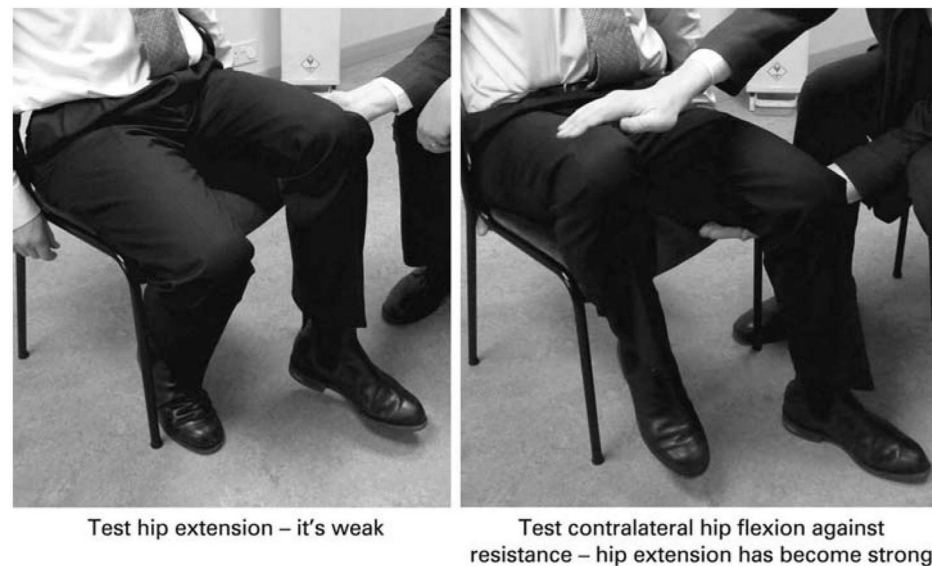 Test hip extension – it's weak
Test contralateral hip flexion against
resistance – hip extension has become strong